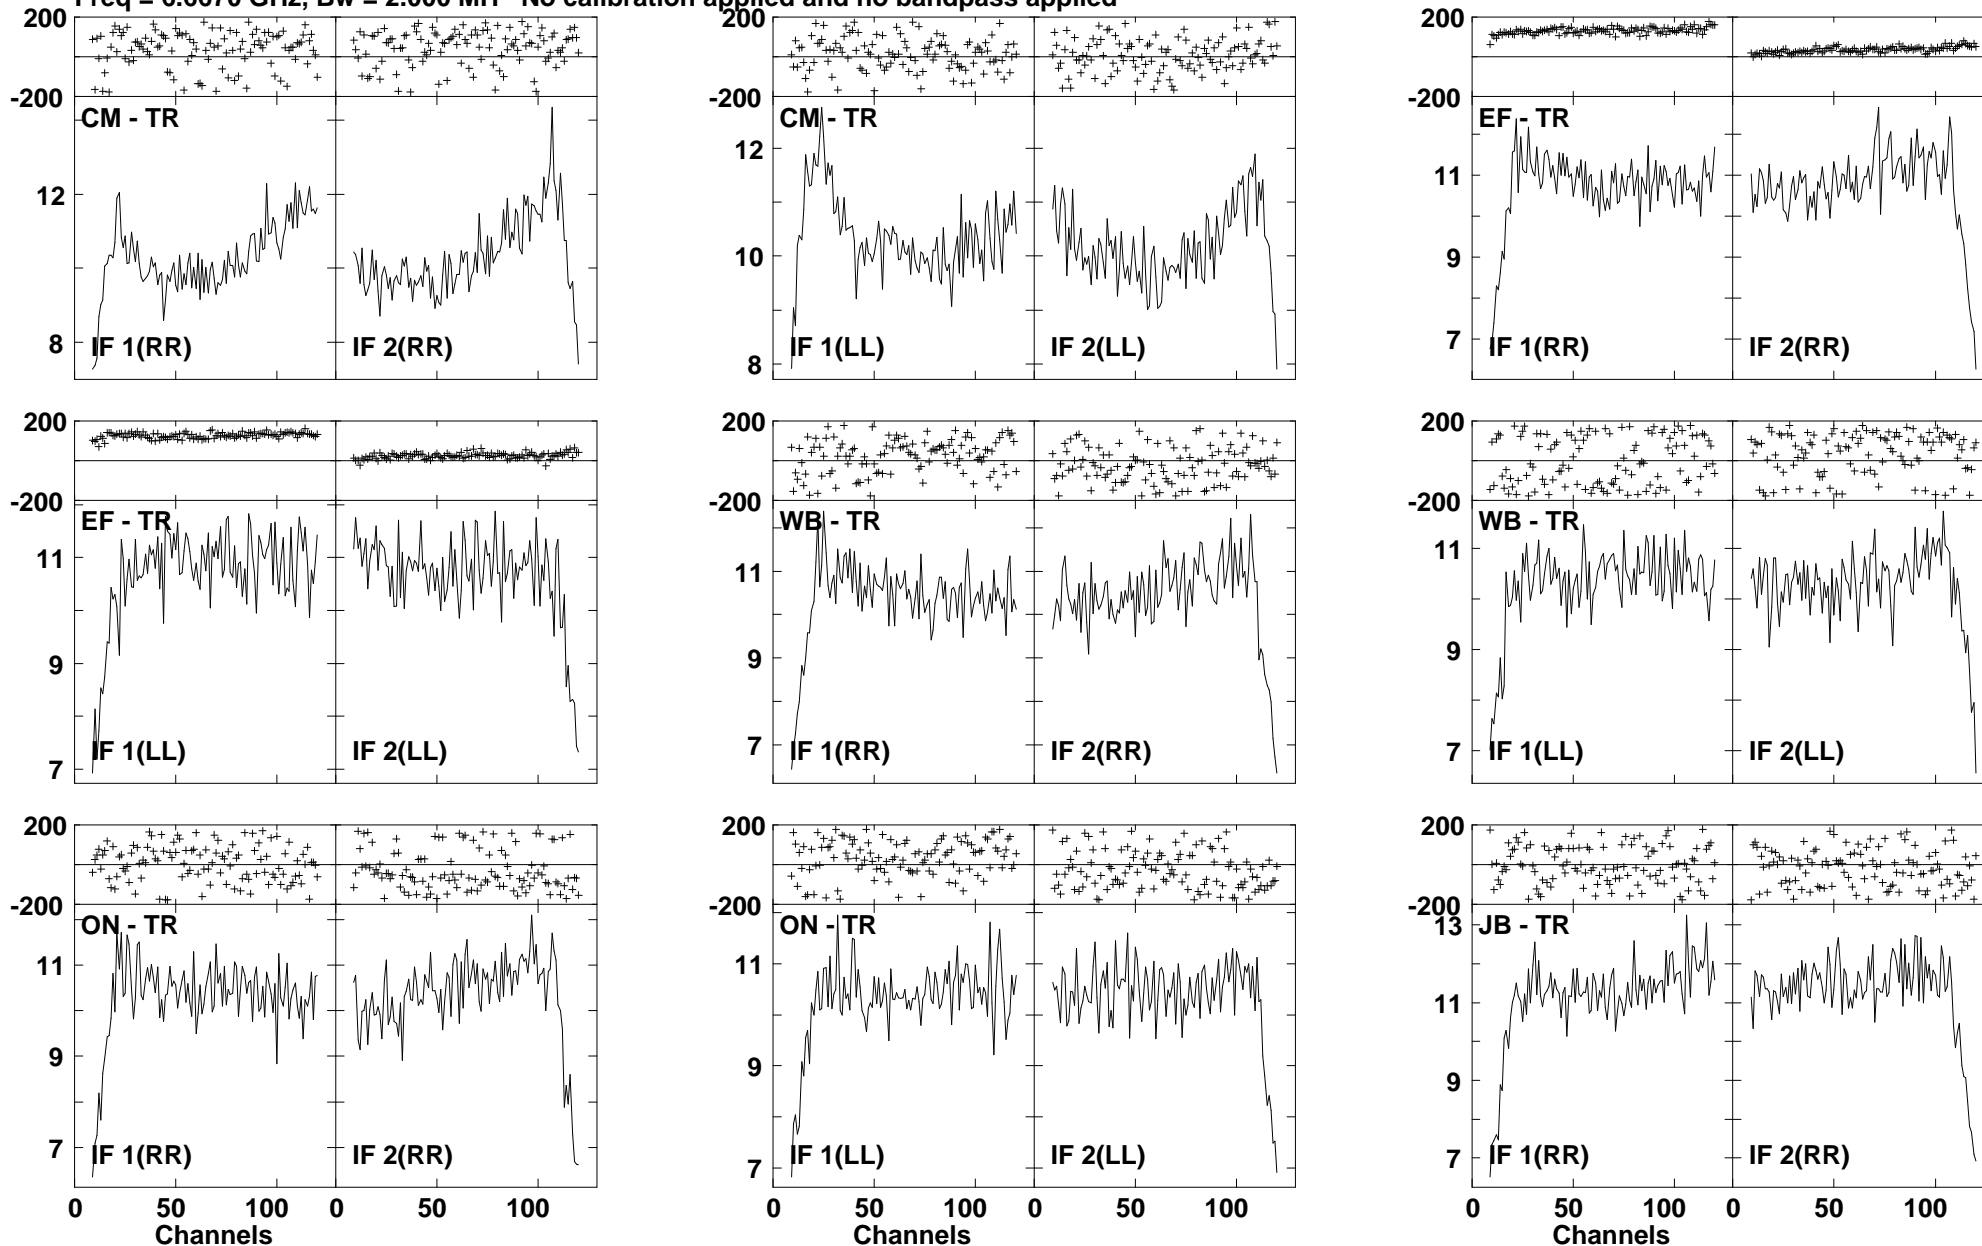 No calibration applied and no bandpass applied
200
-200
CM - TR
12
8
IF 1(RR)
IF 2(RR)
CM - TR
12
10
8
IF 1(LL)
IF 2(LL)
200
-200
EF - TR
11
9
7
IF 1(RR)
IF 2(RR)
200
-200
EF - TR
11
9
7
IF 1(LL)
IF 2(LL)
200
-200
WB - TR
11
9
7
IF 1(RR)
IF 2(RR)
200
-200
WB - TR
11
9
7
IF 1(LL)
IF 2(LL)
200
-200
ON - TR
11
9
7
IF 1(RR)
IF 2(RR)
0 50 100 0 50 100
Channels
200
-200
ON - TR
11
9
7
IF 1(LL)
IF 2(LL)
0 50 100 0 50 100
Channels
200
-200
JB - TR
13
11
9
7
IF 1(RR)
IF 2(RR)
0 50 100 0 50 100
Channels